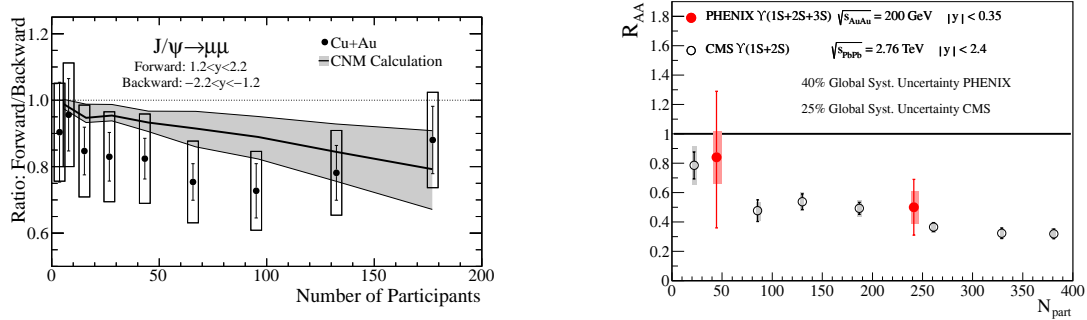 Ratio: Forward/Backward
1.2
1.0
0.8
0.6
J/ψ→μμ
Forward: 1.2<y<2.2
Backward: −2.2<y<−1.2
Cu+Au
CNM Calculation
0 50 100 150 200
Number of Participants
R_AA
1.8
1.6
1.4
1.2
1
0.8
0.6
0.4
0.2
0
PHENIX ϒ(1S+2S+3S) √s_AuAu = 200 GeV |y| < 0.35
CMS ϒ(1S+2S) √s_PbPb = 2.76 TeV |y| < 2.4
40% Global Syst. Uncertainty PHENIX
25% Global Syst. Uncertainty CMS
0 50 100 150 200 250 300 350 400
N_part